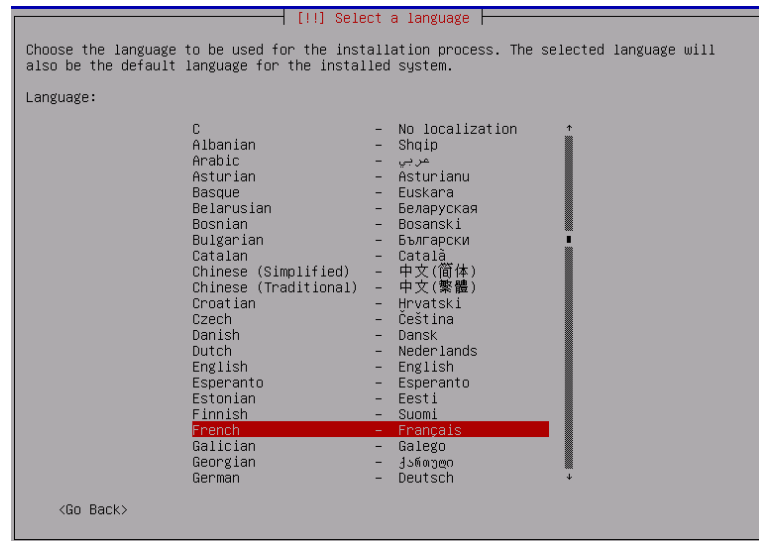 [!!] Select a language
Choose the language to be used for the installation process. The selected language will
also be the default language for the installed system.
Language:
C - No localization
Albanian - Shqip
Arabic - عربي
Asturian - Asturianu
Basque - Euskara
Belarusian - Беларуская
Bosnian - Bosanski
Bulgarian - Български
Catalan - Català
Chinese (Simplified) - 中文(简体)
Chinese (Traditional) - 中文(繁體)
Croatian - Hrvatski
Czech - Čeština
Danish - Dansk
Dutch - Nederlands
English - English
Esperanto - Esperanto
Estonian - Eesti
Finnish - Suomi
French - Français
Galician - Galego
Georgian - ქართული
German - Deutsch
<Go Back>